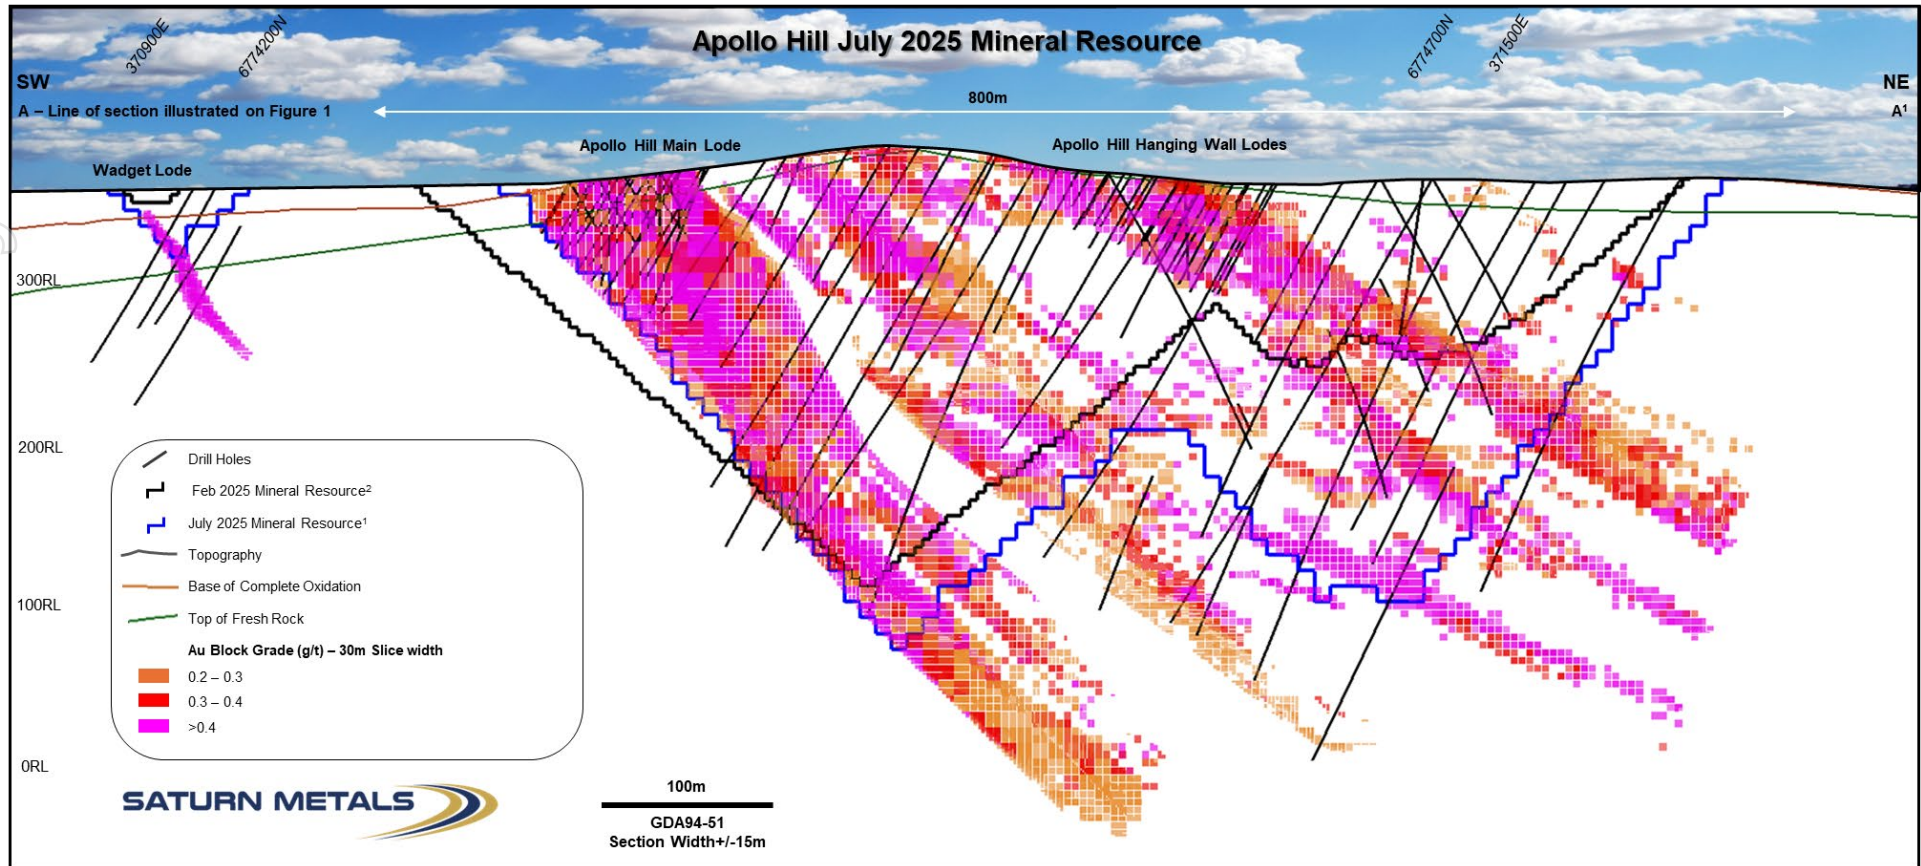 Apollo Hill July 2025 Mineral Resource
370900E
6774200N
6774700N
371500E
SW
NE
A – Line of section illustrated on Figure 1
800m
A¹
Apollo Hill Main Lode
Apollo Hill Hanging Wall Lodes
Wadget Lode
300RL
200RL
100RL
0RL
Drill Holes
Feb 2025 Mineral Resource²
July 2025 Mineral Resource¹
Topography
Base of Complete Oxidation
Top of Fresh Rock
Au Block Grade (g/t) – 30m Slice width
0.2 – 0.3
0.3 – 0.4
>0.4
SATURN METALS
100m
GDA94-51
Section Width+/-15m